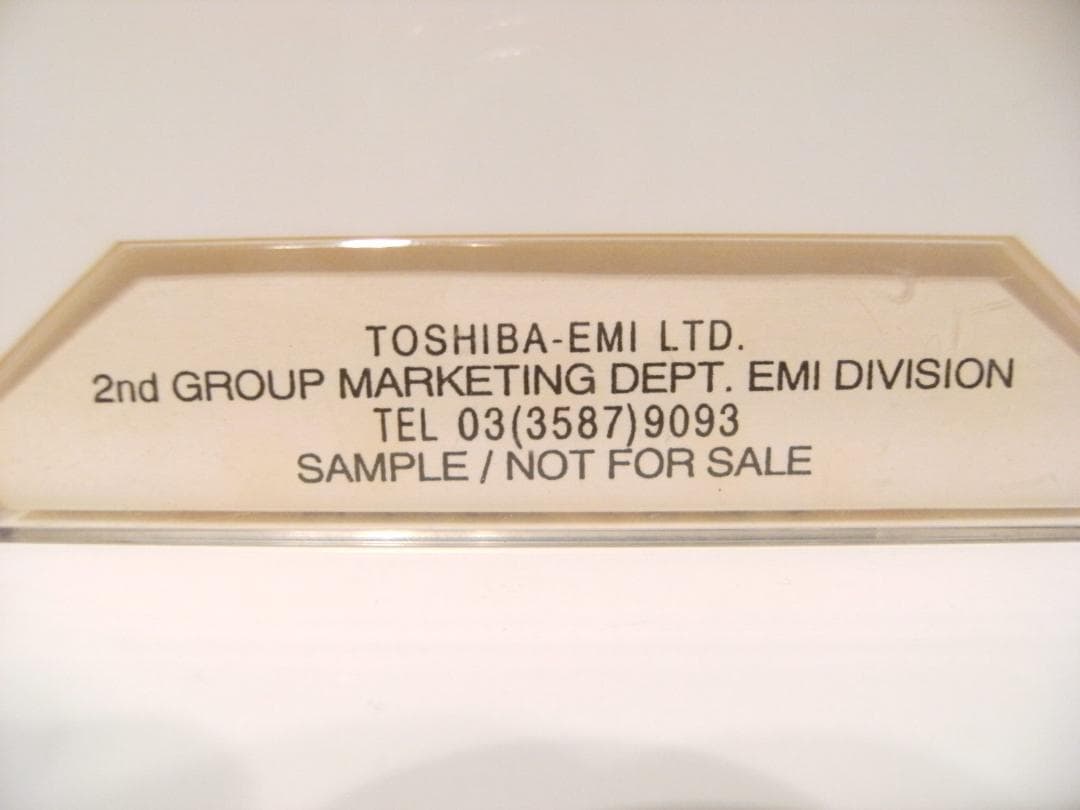 TOSHIBA-EMI LTD.
2nd GROUP MARKETING DEPT. EMI DIVISION
TEL 03(3587)9093
SAMPLE / NOT FOR SALE